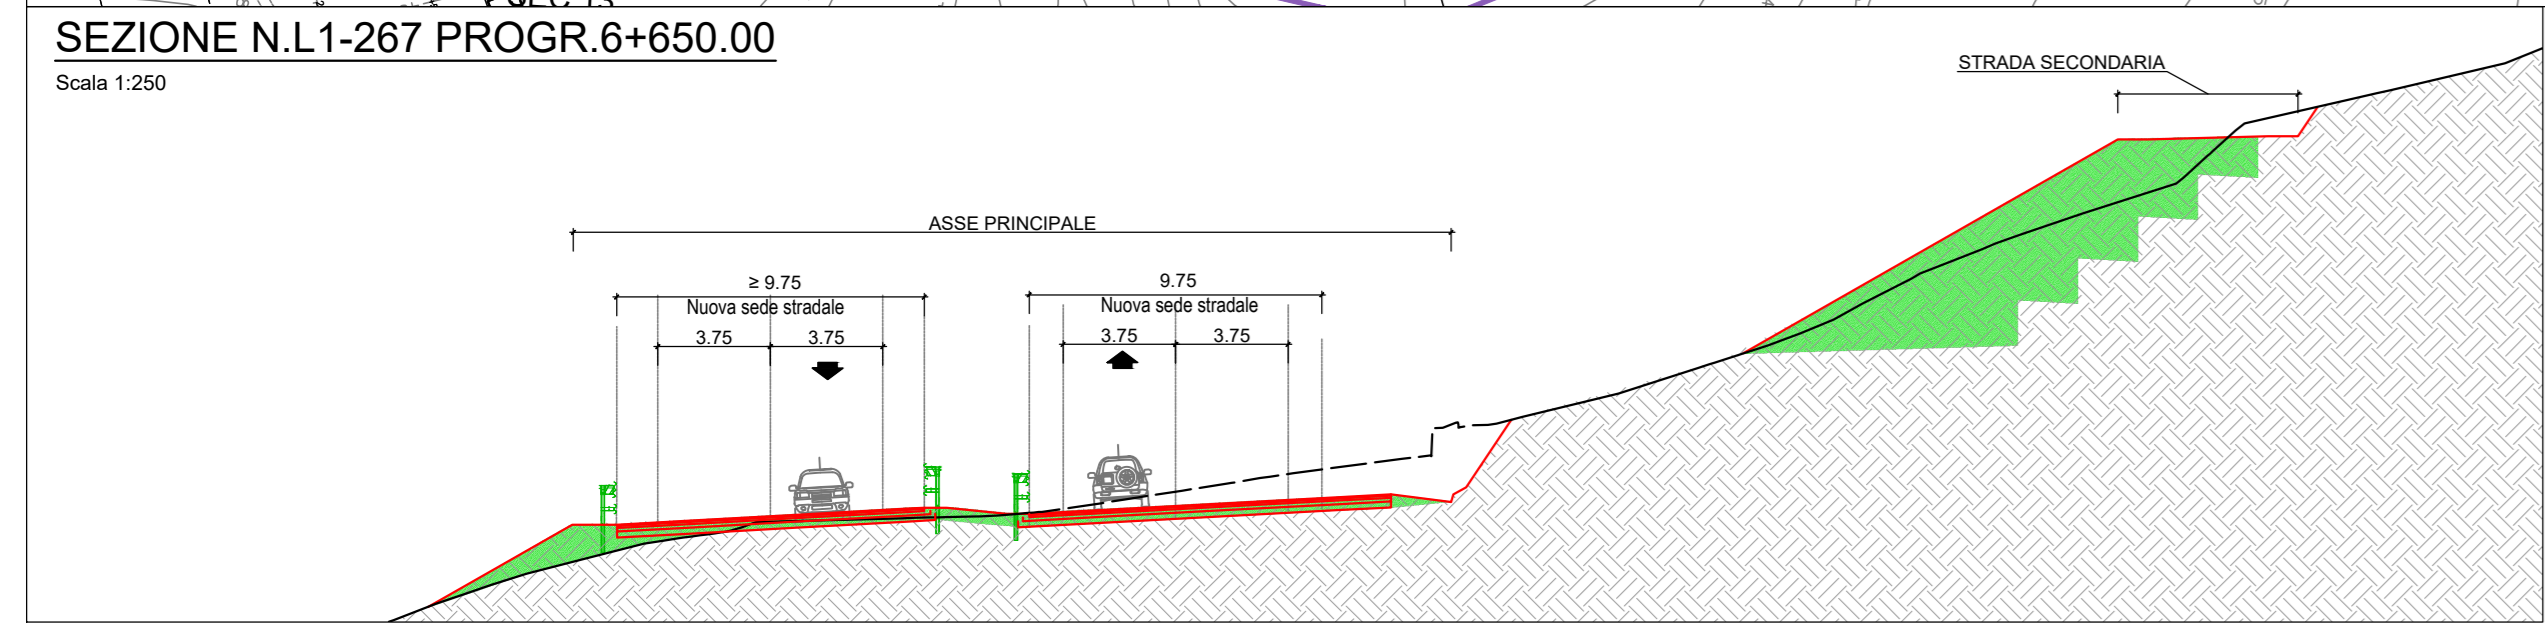 SEZIONE N.L1-267 PROGR.6+650.00
Scala 1:250
STRADA SECONDARIA
ASSE PRINCIPALE
≥ 9.75
9.75
Nuova sede stradale
Nuova sede stradale
3.75
3.75
3.75
3.75